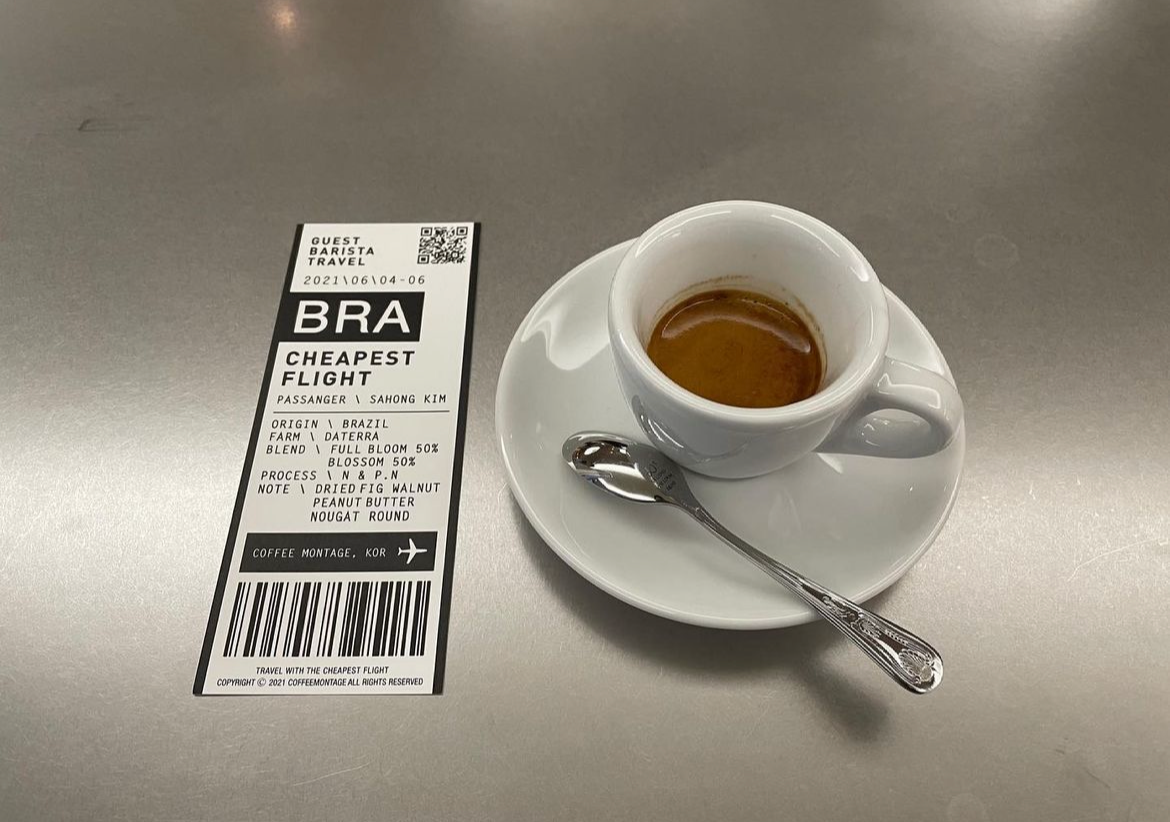 GUEST
BARISTA
TRAVEL
2021\06\04-06
BRA
CHEAPEST
FLIGHT
PASSANGER \ SAHONG KIM
ORIGIN \ BRAZIL
FARM \ DATERRA
BLEND \ FULL BLOOM 50%
BLOSSOM 50%
PROCESS \ N & P.N
NOTE \ DRIED FIG WALNUT
PEANUT BUTTER
NOUGAT ROUND
COFFEE MONTAGE, KOR
TRAVEL WITH THE CHEAPEST FLIGHT
COPYRIGHT © 2021 COFFEEMONTAGE ALL RIGHTS RESERVED